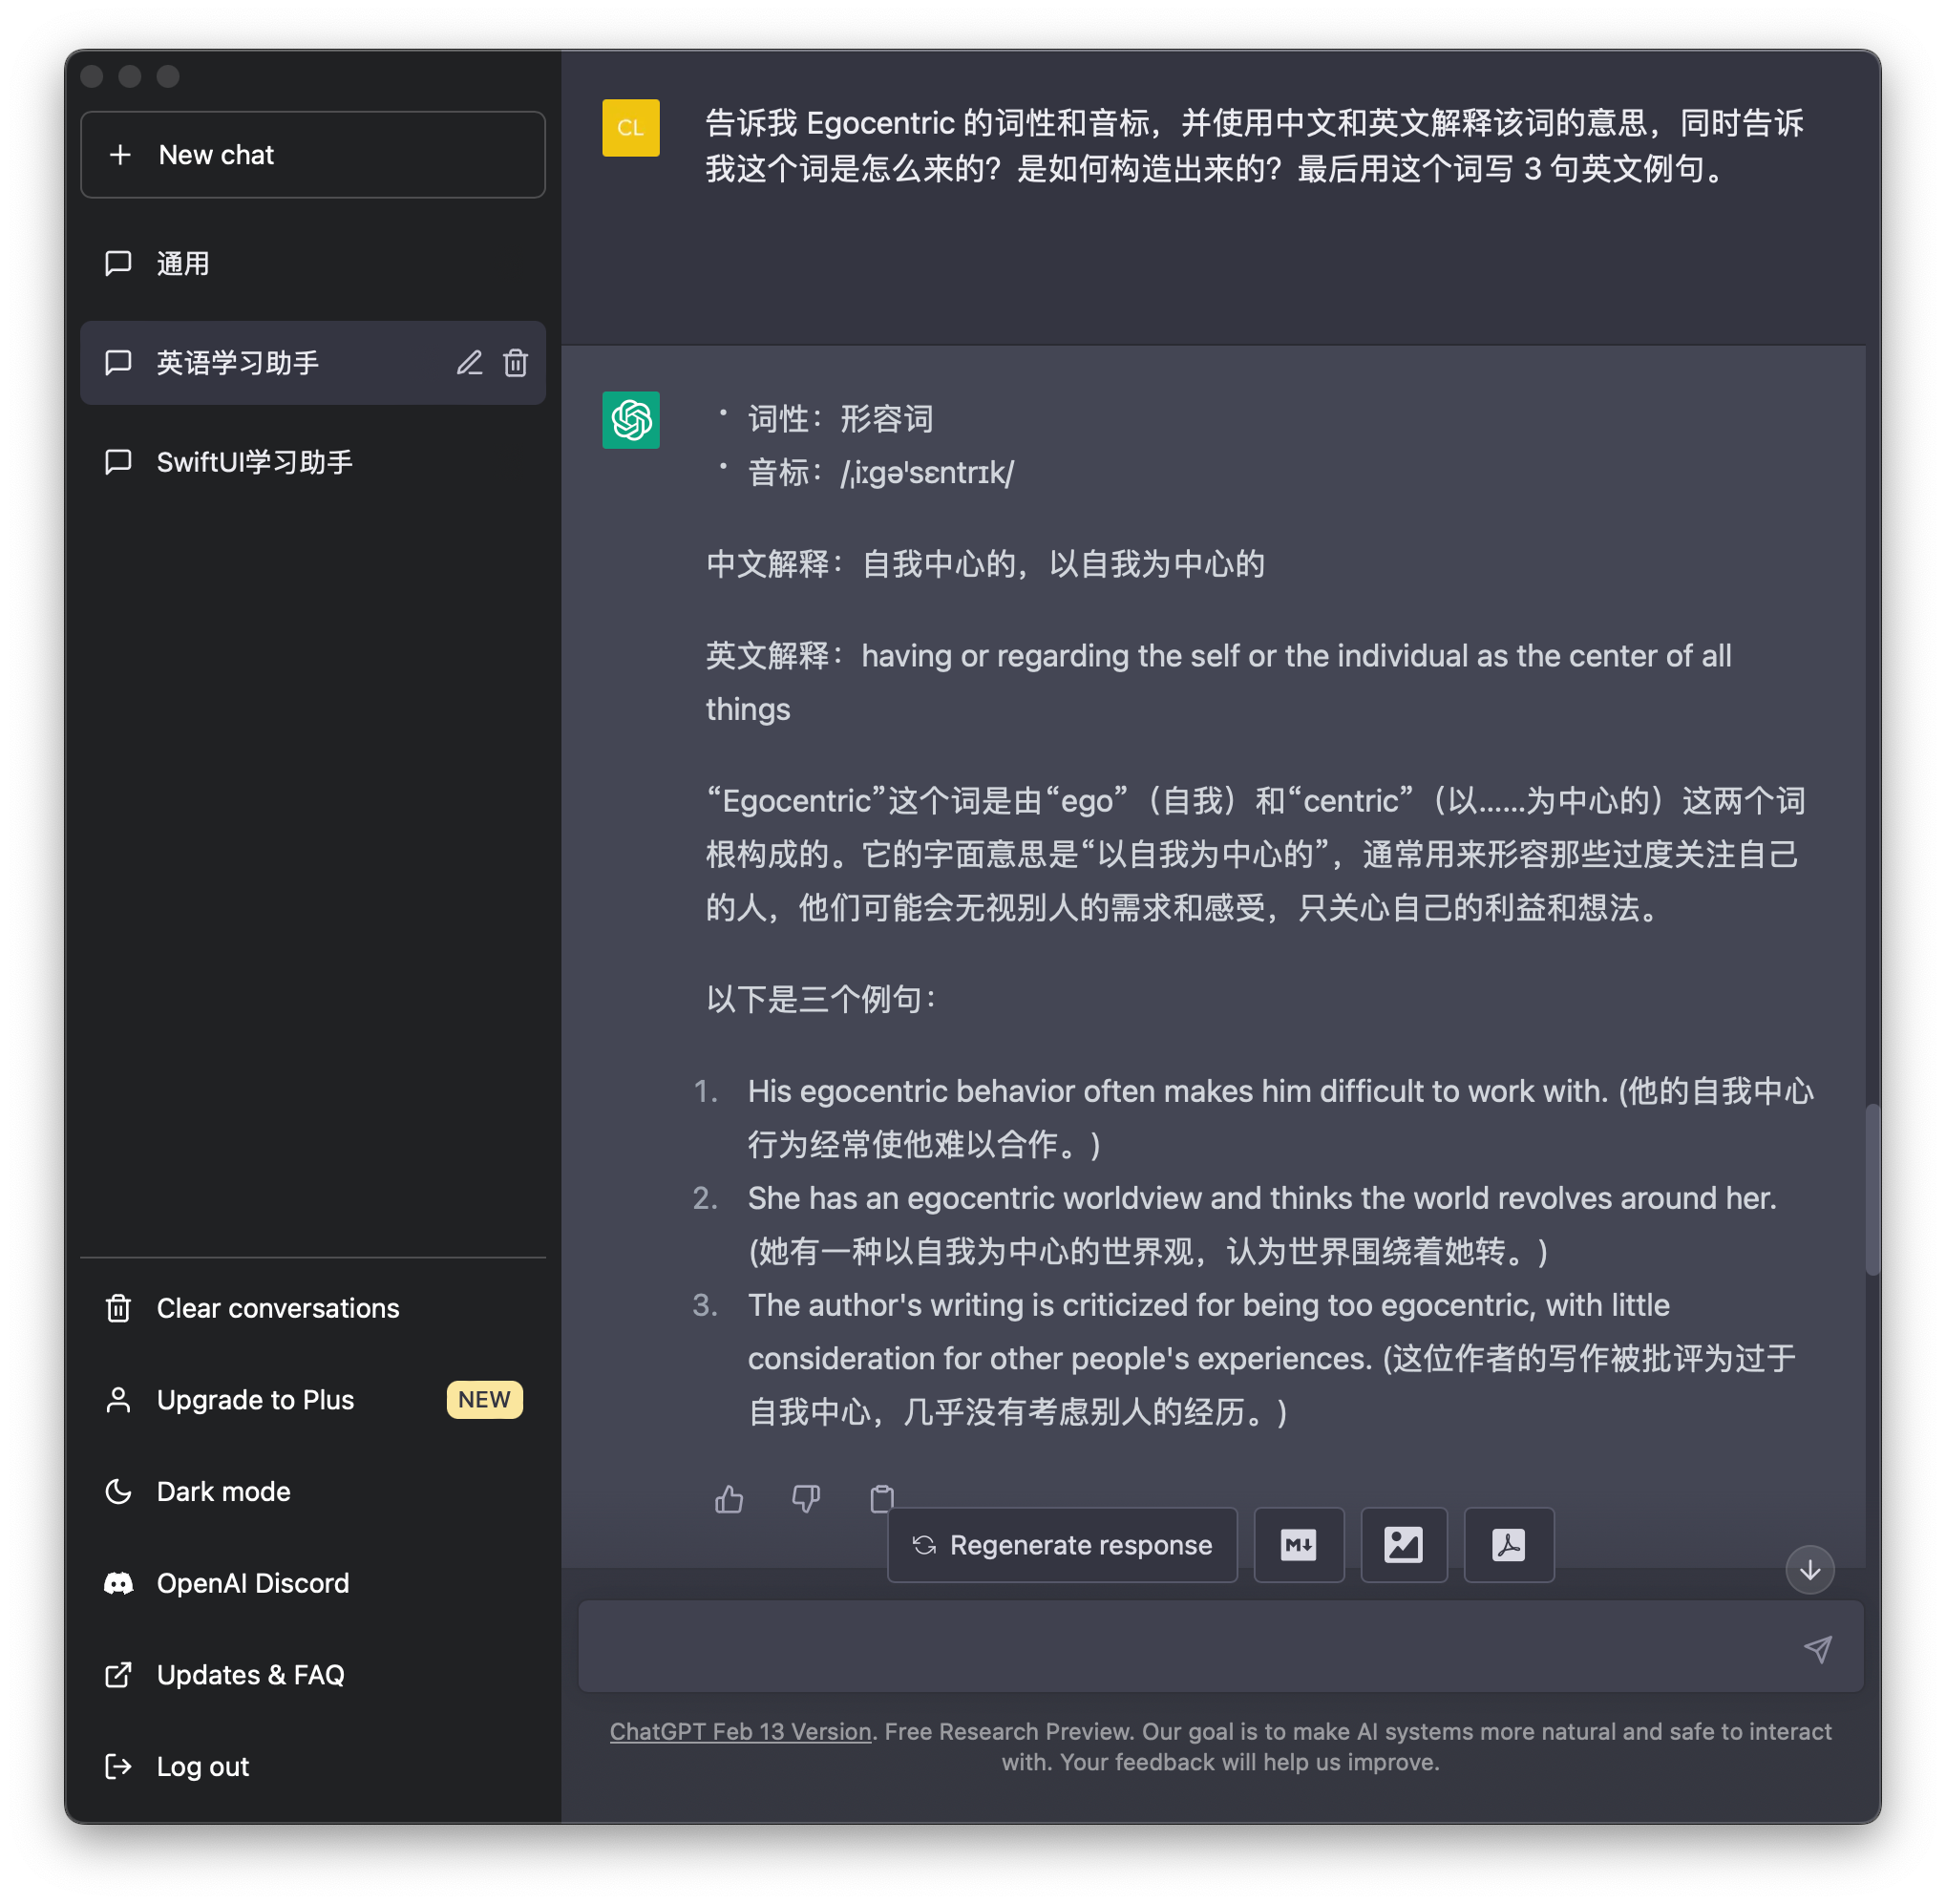 New chat
通用
英语学习助手
SwiftUI学习助手
Clear conversations
Upgrade to Plus NEW
Dark mode
OpenAI Discord
Updates & FAQ
Log out
CL
告诉我 Egocentric 的词性和音标，并使用中文和英文解释该词的意思，同时告诉
我这个词是怎么来的？是如何构造出来的？最后用这个词写 3 句英文例句。
• 词性：形容词
• 音标：/ˌiːɡəˈsɛntrɪk/
中文解释：自我中心的，以自我为中心的
英文解释：having or regarding the self or the individual as the center of all
things
“Egocentric”这个词是由“ego”（自我）和“centric”（以……为中心的）这两个词
根构成的。它的字面意思是“以自我为中心的”，通常用来形容那些过度关注自己
的人，他们可能会无视别人的需求和感受，只关心自己的利益和想法。
以下是三个例句：
1. His egocentric behavior often makes him difficult to work with. (他的自我中心
行为经常使他难以合作。)
2. She has an egocentric worldview and thinks the world revolves around her.
(她有一种以自我为中心的世界观，认为世界围绕着她转。)
3. The author's writing is criticized for being too egocentric, with little
consideration for other people's experiences. (这位作者的写作被批评为过于
自我中心，几乎没有考虑别人的经历。)
Regenerate response
M
ChatGPT Feb 13 Version. Free Research Preview. Our goal is to make AI systems more natural and safe to interact
with. Your feedback will help us improve.